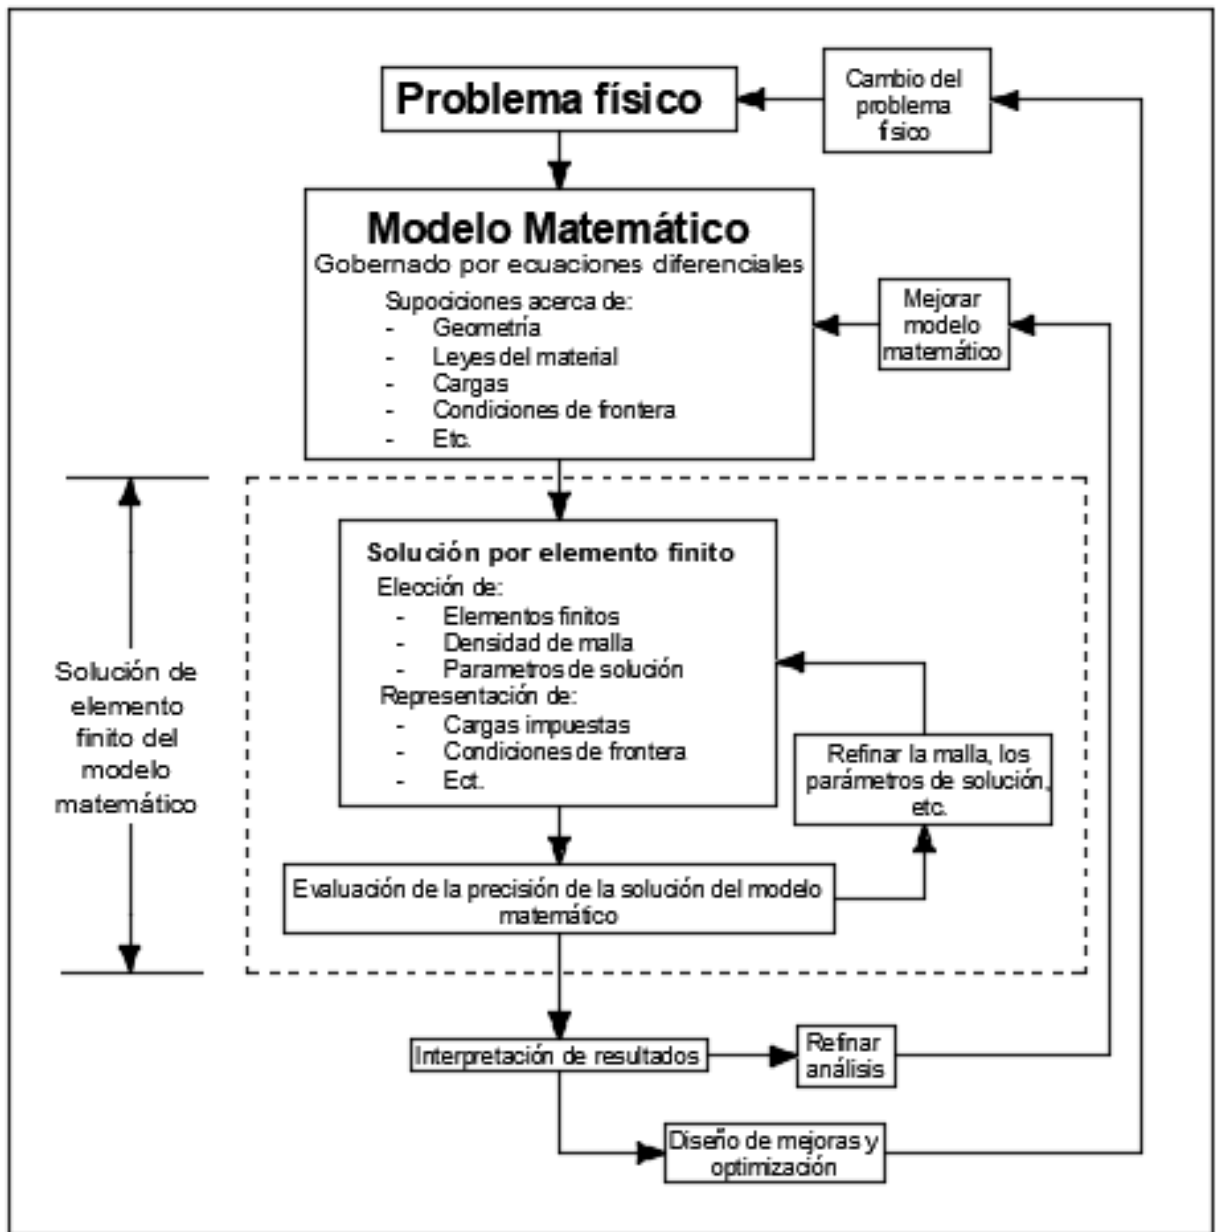 Problema físico
Cambio del
problema
físico
Modelo Matemático
Gobernado por ecuaciones diferenciales
Supociciones acerca de:
- Geometría
- Leyes del material
- Cargas
- Condiciones de frontera
- Etc.
Mejorar
modelo
matemático
Solución de
elemento
finito del
modelo
matemático
Solución por elemento finito
Elección de:
- Elementos finitos
- Densidad de malla
- Parametros de solución
Representación de:
- Cargas impuestas
- Condiciones de frontera
- Ect.
Refinar la malla, los
parámetros de solución,
etc.
Evaluación de la precisión de la solución del modelo
matemático
Interpretación de resultados
Refinar
análisis
Diseño de mejoras y
optimización